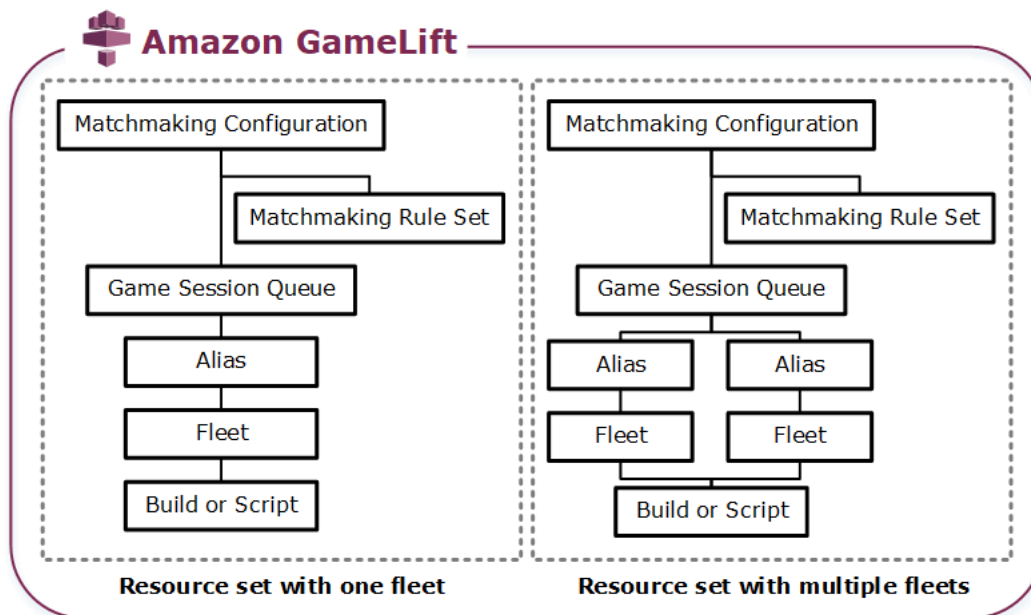 Amazon GameLift
Matchmaking Configuration
Matchmaking Rule Set
Game Session Queue
Alias
Fleet
Build or Script
Resource set with one fleet
Matchmaking Configuration
Matchmaking Rule Set
Game Session Queue
Alias Alias
Fleet Fleet
Build or Script
Resource set with multiple fleets